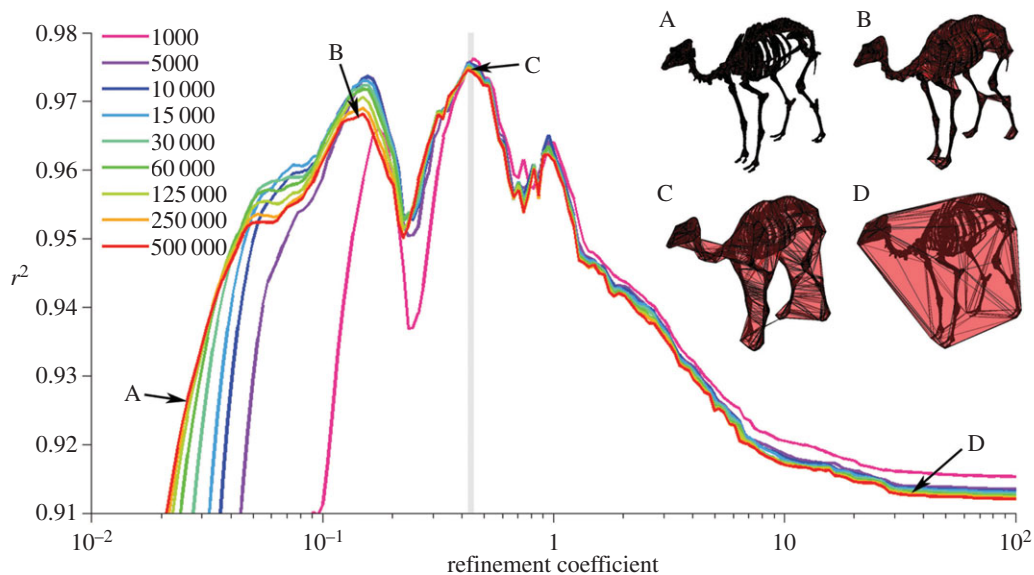 0.98
0.97
0.96
0.95
0.94
0.93
0.92
0.91
r²
1000
5000
10 000
15 000
30 000
60 000
125 000
250 000
500 000
A
B
C
D
A
B
C
D
10⁻²
10⁻¹
1
10
10²
refinement coefficient